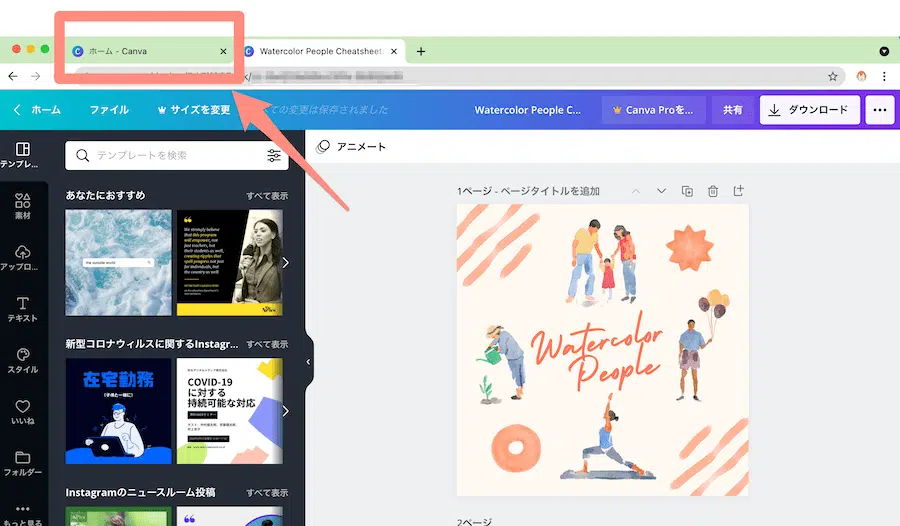 ホーム - Canva
Watercolor People Cheatsheet
ホーム
ファイル
サイズを変更
ての変更は保存されました
Watercolor People C...
Canva Proを...
共有
ダウンロード
テンプレ...
素材
アップロ...
テキスト
スタイル
いいね
フォルダー
もっと見る
テンプレートを検索
あなたにおすすめ
すべて表示
the outside world
We strongly believe
that this program
will empower, not
just teachers, but
their students as well,
creating ripples that
spell progress not
just for individuals,
but the country as
well
新型コロナウィルスに関するInstagr...
すべて表示
在宅勤務
(子供と一緒に)
COVID-19
に対する
持続可能な対応
Instagramのニュースルーム投稿
すべて表示
アニメート
1ページ - ページタイトルを追加
Watercolor
People
2ページ